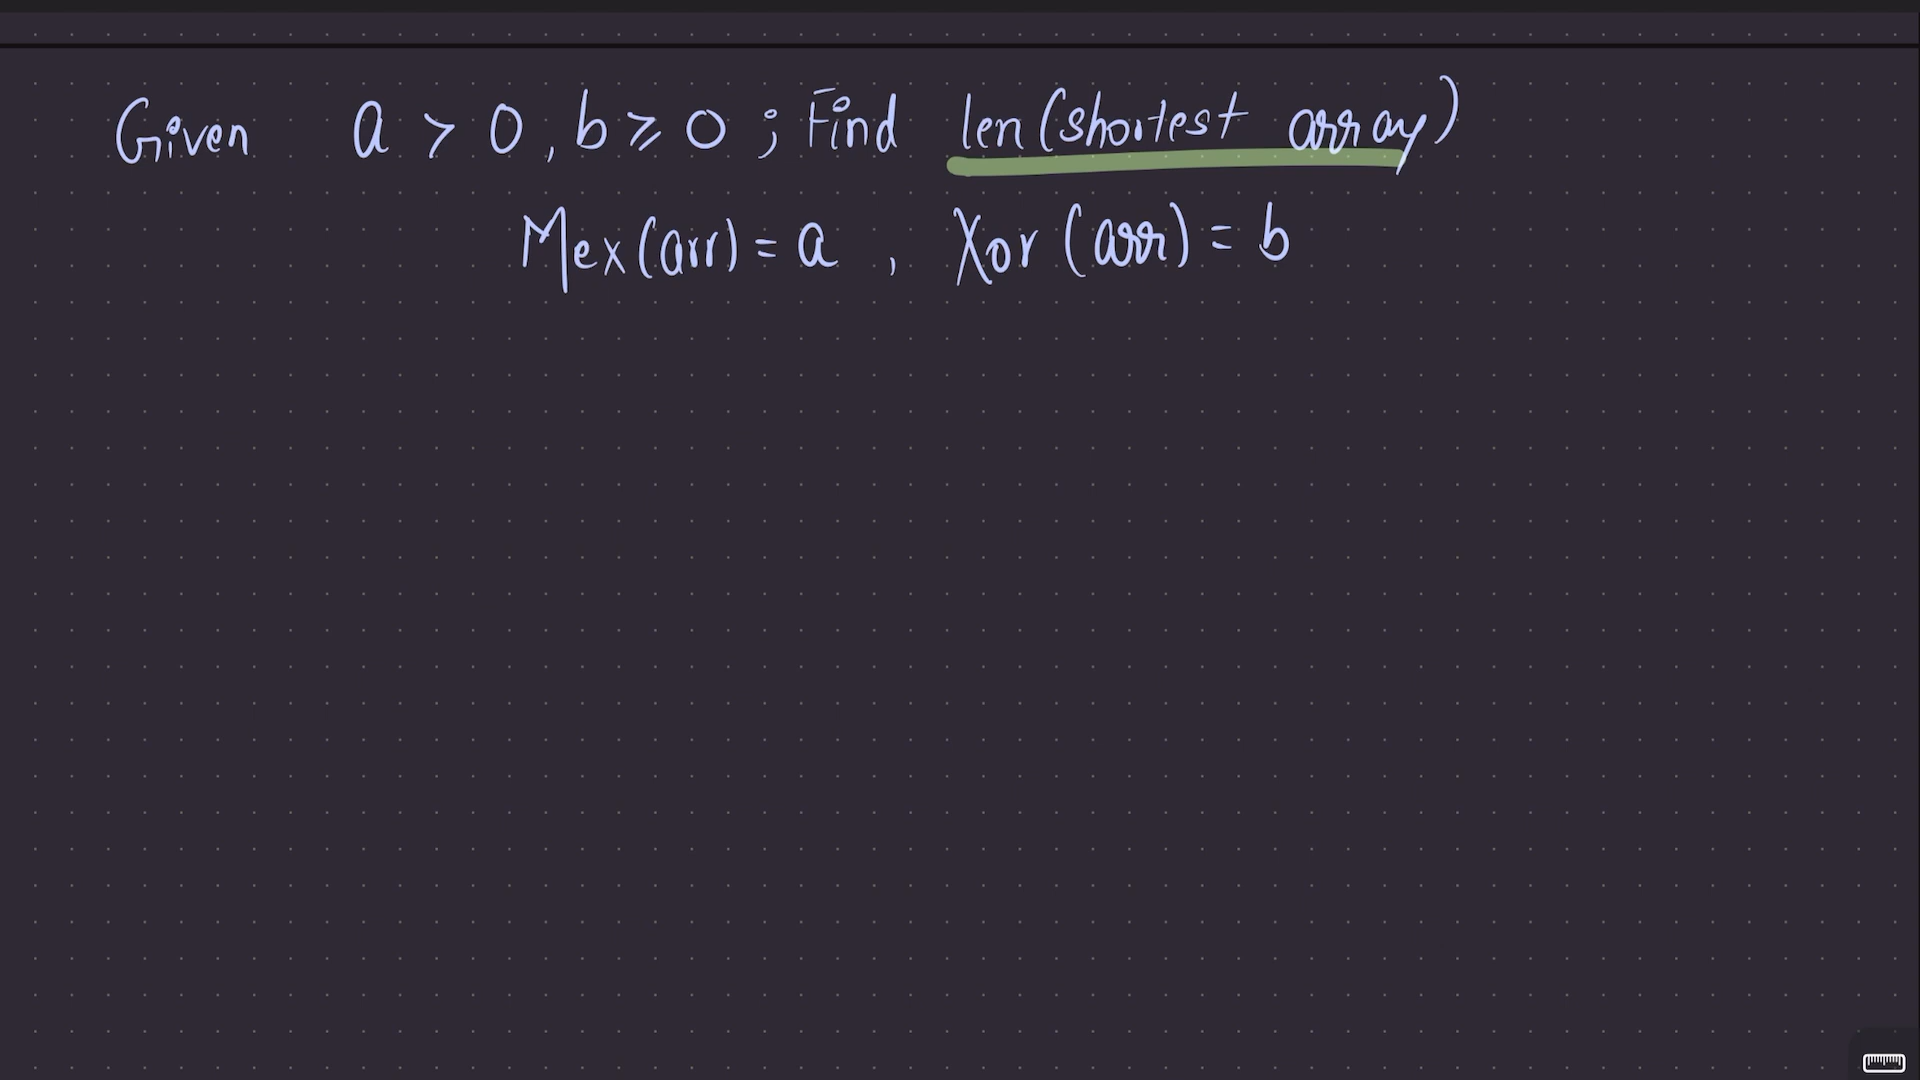 Given a > 0, b ⩾ 0 ; Find len(shortest array)
Mex(arr) = a , Xor(arr) = b